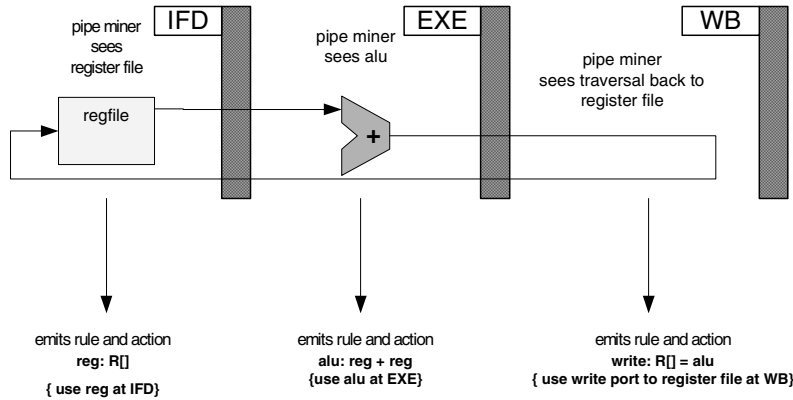 IFD
EXE
WB
pipe miner
sees
register file
pipe miner
sees alu
pipe miner
sees traversal back to
register file
regfile
+
emits rule and action
reg: R[]
{ use reg at IFD}
emits rule and action
alu: reg + reg
{use alu at EXE}
emits rule and action
write: R[] = alu
{ use write port to register file at WB}